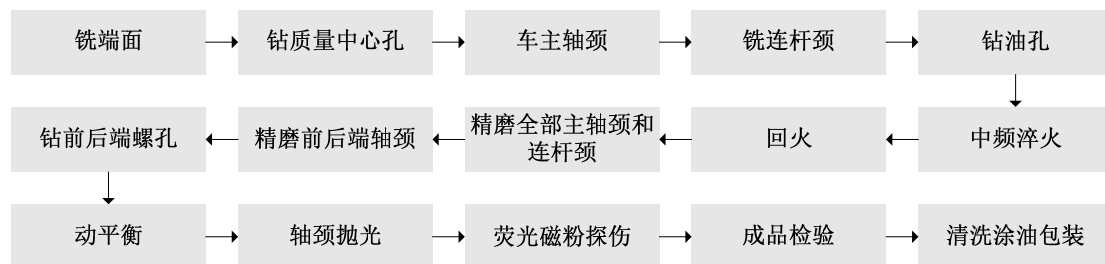 铣端面
钻质量中心孔
车主轴颈
铣连杆颈
钻油孔
中频淬火
回火
精磨全部主轴颈和
连杆颈
精磨前后端轴颈
钻前后端螺孔
动平衡
轴颈抛光
荧光磁粉探伤
成品检验
清洗涂油包装